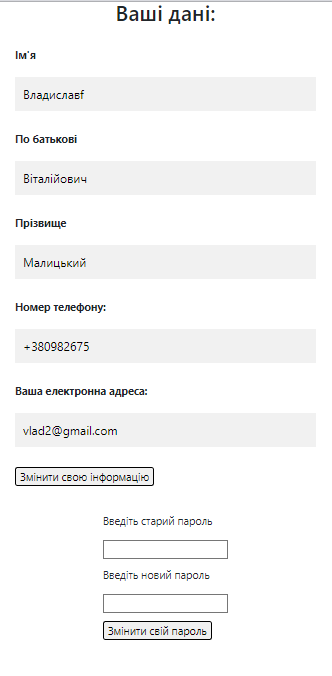 Ваші дані:
Ім'я
Владиславf
По батькові
Віталійович
Прізвище
Малицький
Номер телефону:
+380982675
Ваша електронна адреса:
vlad2@gmail.com
Змінити свою інформацію
Введіть старий пароль
Введіть новий пароль
Змінити свій пароль